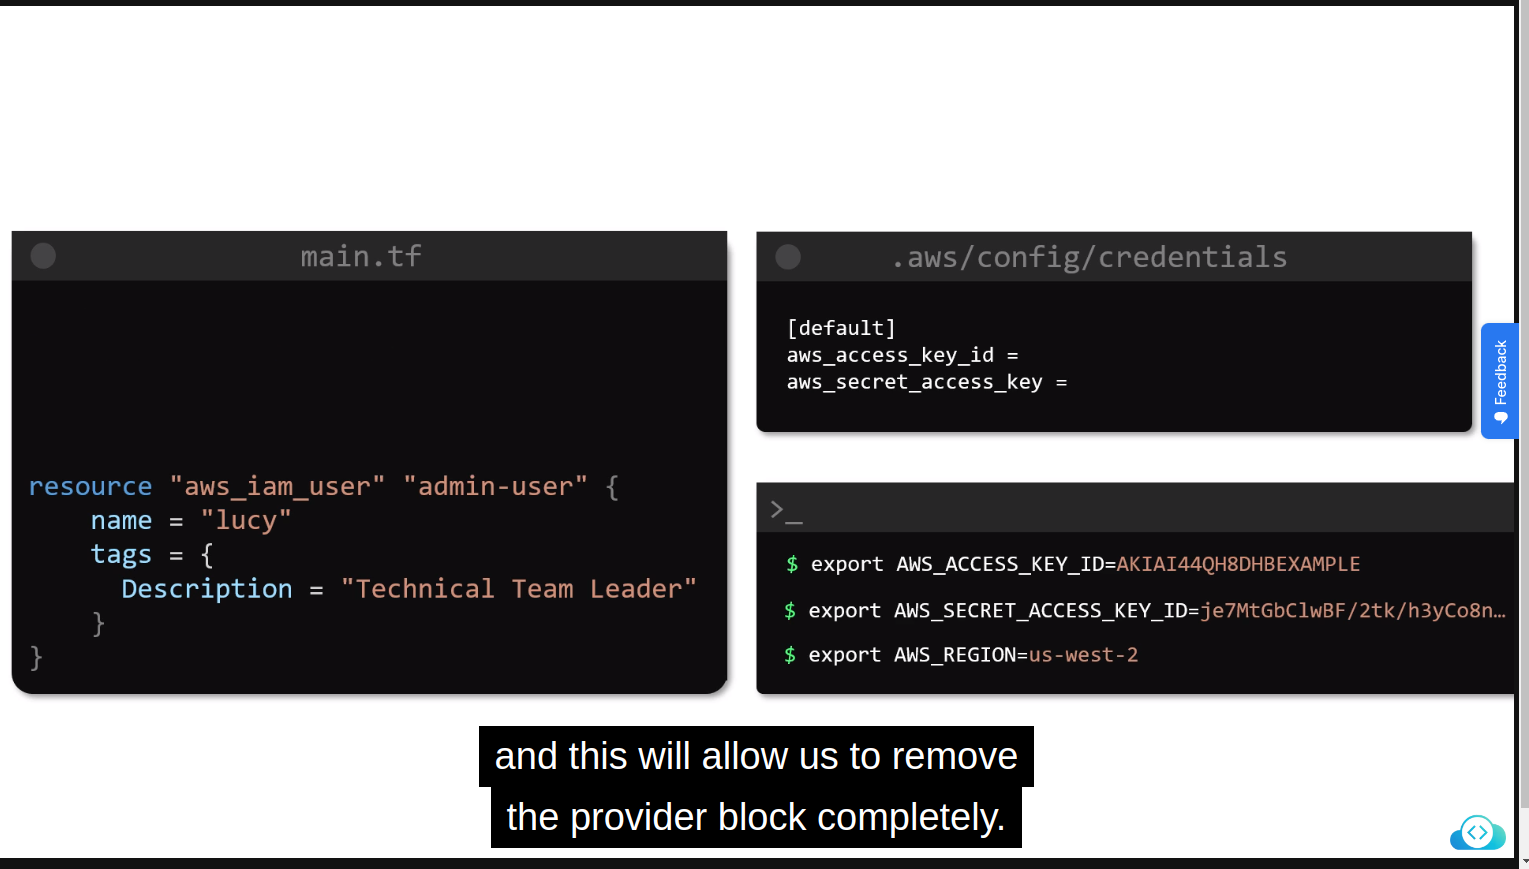 main.tf
resource "aws_iam_user" "admin-user" {
name = "lucy"
tags = {
Description = "Technical Team Leader"
}
}
.aws/config/credentials
[default]
aws_access_key_id =
aws_secret_access_key =
>_
$ export AWS_ACCESS_KEY_ID=AKIAI44QH8DHBEXAMPLE
$ export AWS_SECRET_ACCESS_KEY_ID=je7MtGbClwBF/2tk/h3yCo8n…
$ export AWS_REGION=us-west-2
Feedback
and this will allow us to remove
the provider block completely.